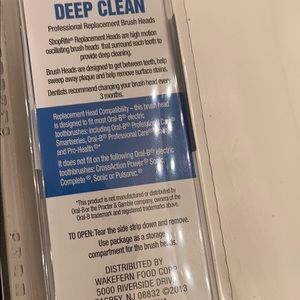 DEEP CLEAN
Professional Replacement Brush Heads
ShopRite® Replacement Heads are high motion
oscillating brush heads that surround each tooth to
provide deep cleaning.
Brush Heads are designed to get between teeth, help
sweep away plaque and help remove surface stains.
Dentists recommend changing your brush head every
3 months.
Replacement Head Compatibility – this brush head
is designed to fit most Oral-B® electric
toothbrushes; including Oral-B® Professional Care®
Smartseries, Oral-B® Professional Care®
and Pro-Health®*
It does not fit on the following Oral-B® electric
toothbrushes: CrossAction Power®, Sonic
Complete®, Sonic or Pulsonic.®
*This product is not manufactured or distributed by
Oral-B or the Procter & Gamble company, owned of the
Oral-B trademark and registered trademarks above.
TO OPEN: Tear the side strip down and remove.
Use package as a storage
compartment for the brush heads.
DISTRIBUTED BY
WAKEFERN FOOD CORP.
5000 RIVERSIDE DRIVE
NJ 08832 ©2013